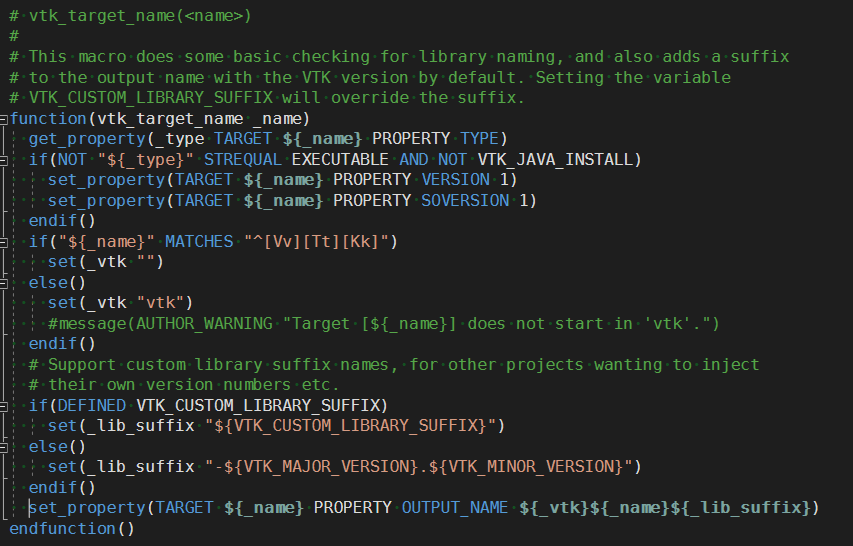 # vtk_target_name(<name>)
#
# This macro does some basic checking for library naming, and also adds a suffix
# to the output name with the VTK version by default. Setting the variable
# VTK_CUSTOM_LIBRARY_SUFFIX will override the suffix.
function(vtk_target_name _name)
  get_property(_type TARGET ${_name} PROPERTY TYPE)
  if(NOT "${_type}" STREQUAL EXECUTABLE AND NOT VTK_JAVA_INSTALL)
    set_property(TARGET ${_name} PROPERTY VERSION 1)
    set_property(TARGET ${_name} PROPERTY SOVERSION 1)
  endif()
  if("${_name}" MATCHES "^[Vv][Tt][Kk]")
    set(_vtk "")
  else()
    set(_vtk "vtk")
    #message(AUTHOR_WARNING "Target [${_name}] does not start in 'vtk'.")
  endif()
  # Support custom library suffix names, for other projects wanting to inject
  # their own version numbers etc.
  if(DEFINED VTK_CUSTOM_LIBRARY_SUFFIX)
    set(_lib_suffix "${VTK_CUSTOM_LIBRARY_SUFFIX}")
  else()
    set(_lib_suffix "-${VTK_MAJOR_VERSION}.${VTK_MINOR_VERSION}")
  endif()
  set_property(TARGET ${_name} PROPERTY OUTPUT_NAME ${_vtk}${_name}${_lib_suffix})
endfunction()